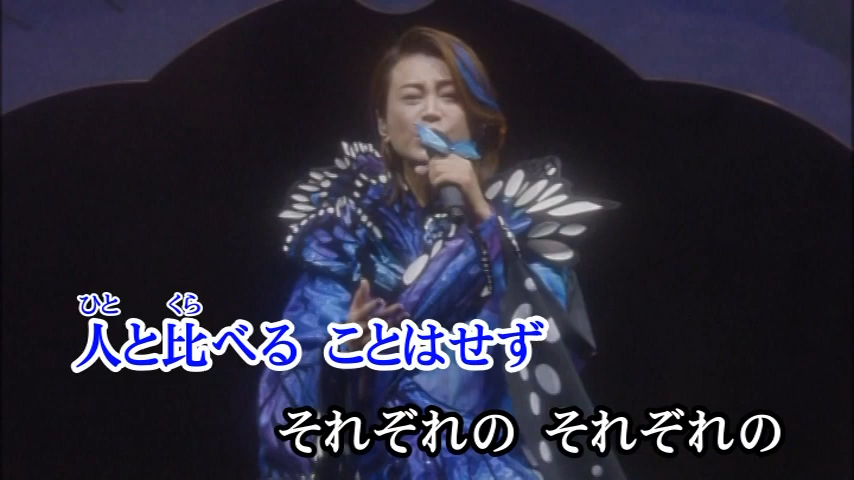 ひと くら
人と比べる ことはせず
それぞれの それぞれの